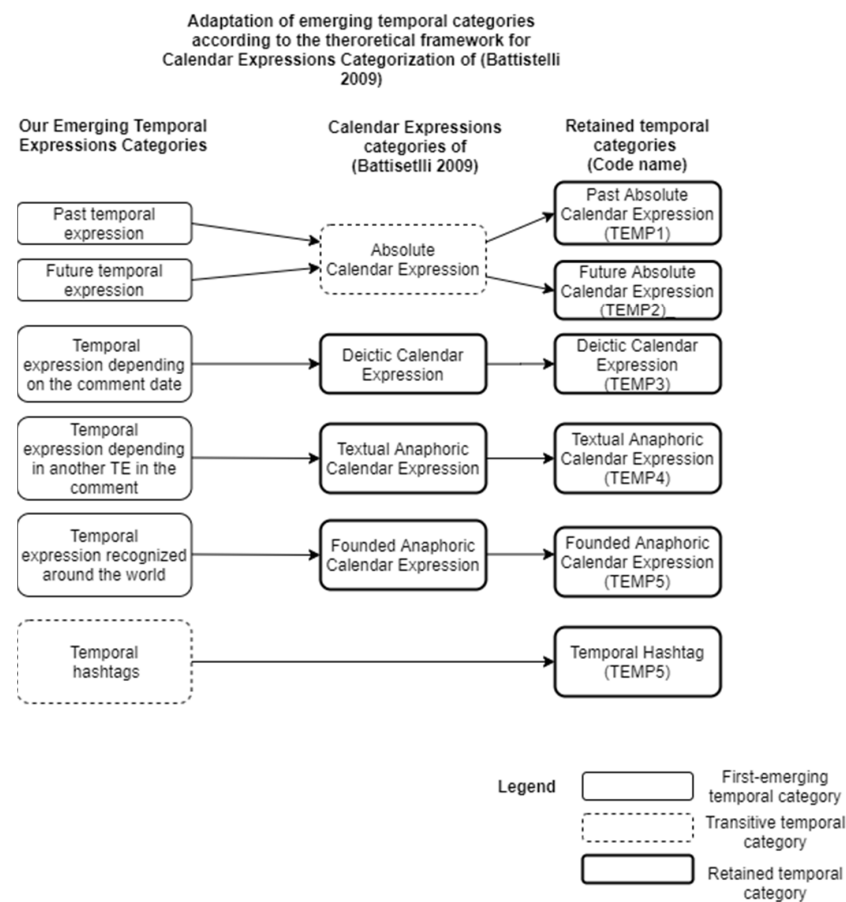 Adaptation of emerging temporal categories
according to the theroretical framework for
Calendar Expressions Categorization of (Battistelli
2009)
Our Emerging Temporal
Expressions Categories
Calendar Expressions
categories of
(Battisetlli 2009)
Retained temporal
categories
(Code name)
Past temporal
expression
Future temporal
expression
Absolute
Calendar Expression
Past Absolute
Calendar Expression
(TEMP1)
Future Absolute
Calendar Expression
(TEMP2)_
Temporal
expression depending
on the comment date
Deictic Calendar
Expression
Deictic Calendar
Expression
(TEMP3)
Temporal
expression depending
in another TE in the
comment
Textual Anaphoric
Calendar Expression
Textual Anaphoric
Calendar Expression
(TEMP4)
Temporal
expression recognized
around the world
Founded Anaphoric
Calendar Expression
Founded Anaphoric
Calendar Expression
(TEMP5)
Temporal
hashtags
Temporal Hashtag
(TEMP5)
Legend
First-emerging
temporal category
Transitive temporal
category
Retained temporal
category